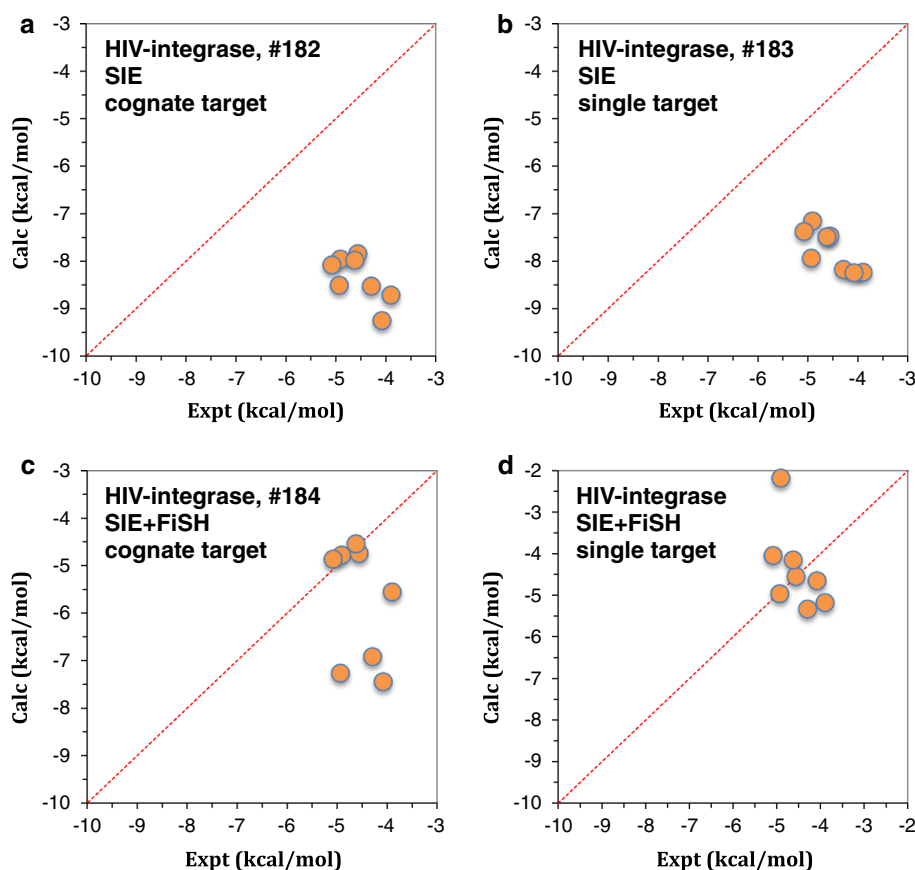 a
HIV-integrase, #182
SIE
cognate target
Calc (kcal/mol)
-3
-4
-5
-6
-7
-8
-9
-10
-10 -9 -8 -7 -6 -5 -4 -3
Expt (kcal/mol)
b
HIV-integrase, #183
SIE
single target
Calc (kcal/mol)
-3
-4
-5
-6
-7
-8
-9
-10
-10 -9 -8 -7 -6 -5 -4 -3
Expt (kcal/mol)
c
HIV-integrase, #184
SIE+FiSH
cognate target
Calc (kcal/mol)
-3
-4
-5
-6
-7
-8
-9
-10
-10 -9 -8 -7 -6 -5 -4 -3
Expt (kcal/mol)
d
HIV-integrase
SIE+FiSH
single target
Calc (kcal/mol)
-2
-3
-4
-5
-6
-7
-8
-9
-10
-10 -9 -8 -7 -6 -5 -4 -3 -2
Expt (kcal/mol)